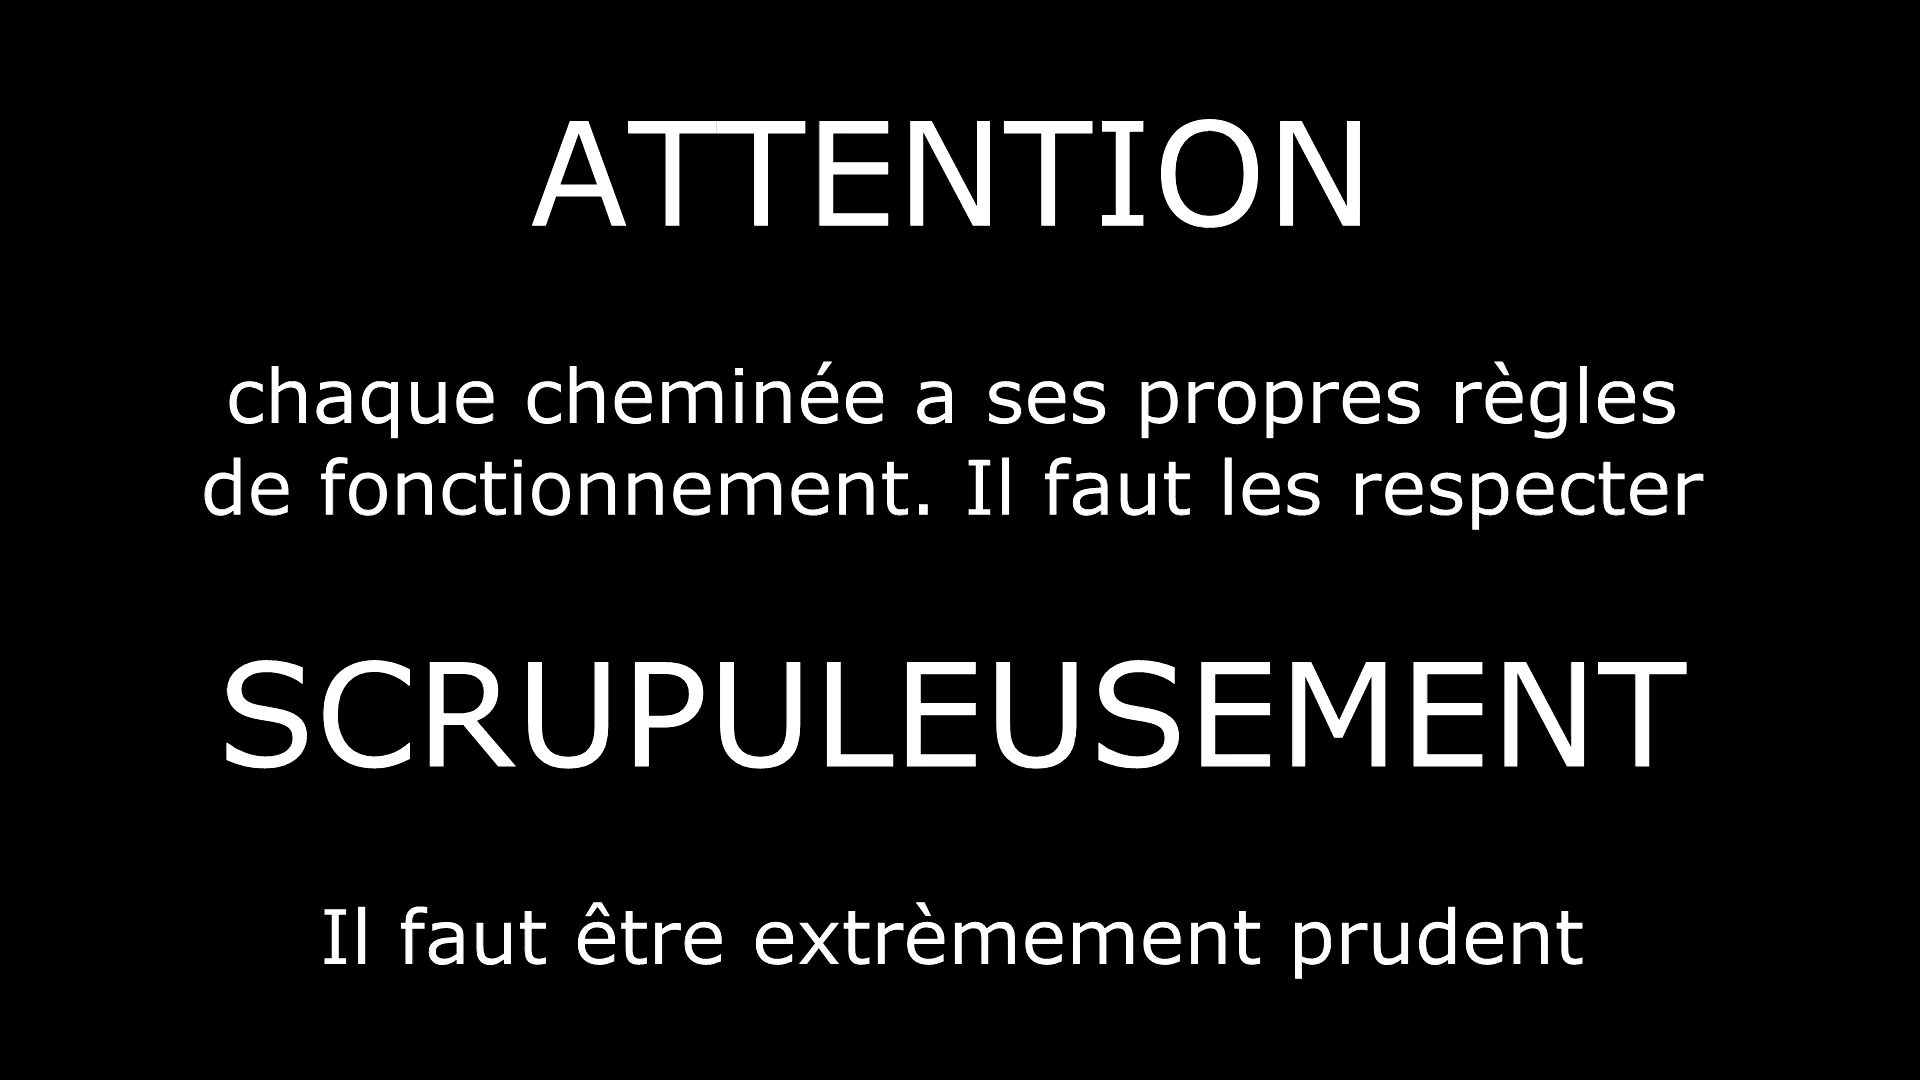 ATTENTION
chaque cheminée a ses propres règles
de fonctionnement. Il faut les respecter
SCRUPULEUSEMENT
Il faut être extrèmement prudent